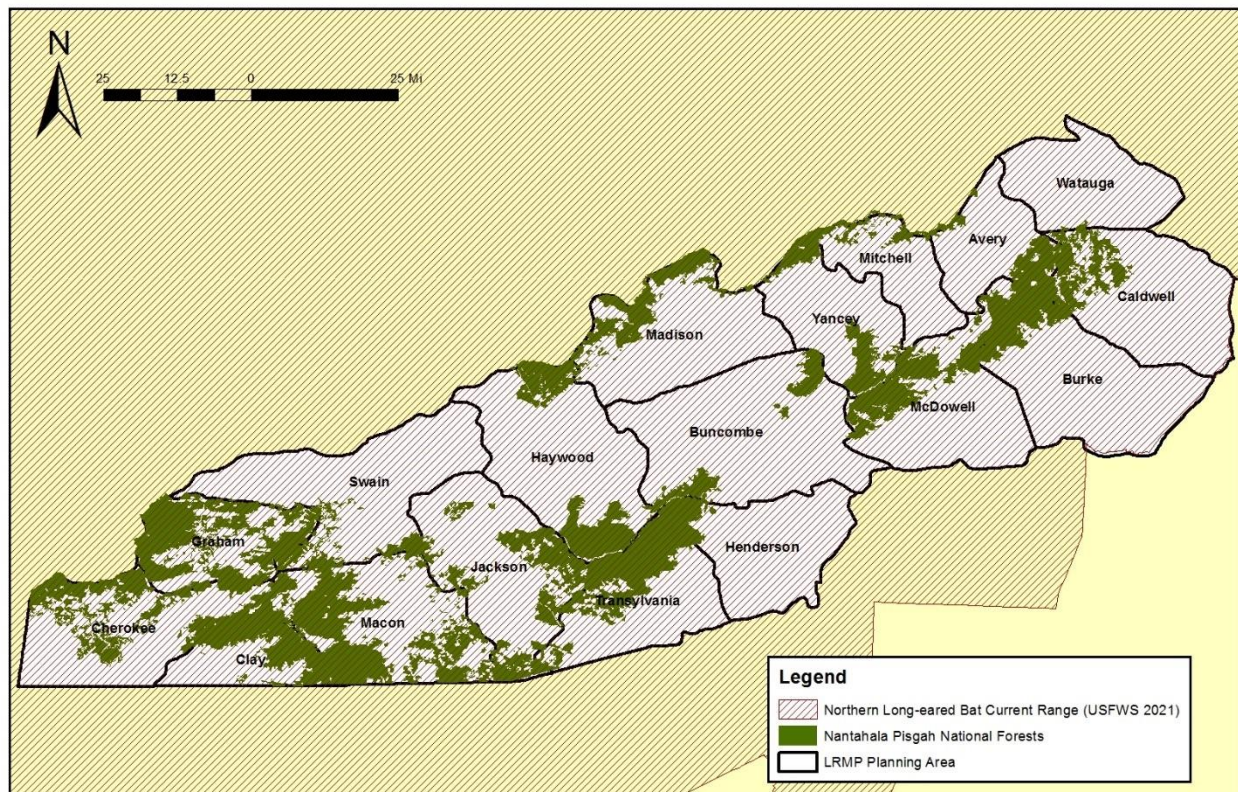 N
25 12.5 0 25 Mi
Watauga
Avery
Mitchell
Caldwell
Yancey
Madison
Burke
McDowell
Buncombe
Haywood
Swain
Graham
Henderson
Jackson
Transylvania
Macon
Cherokee
Clay
Legend
Northern Long-eared Bat Current Range (USFWS 2021)
Nantahala Pisgah National Forests
LRMP Planning Area